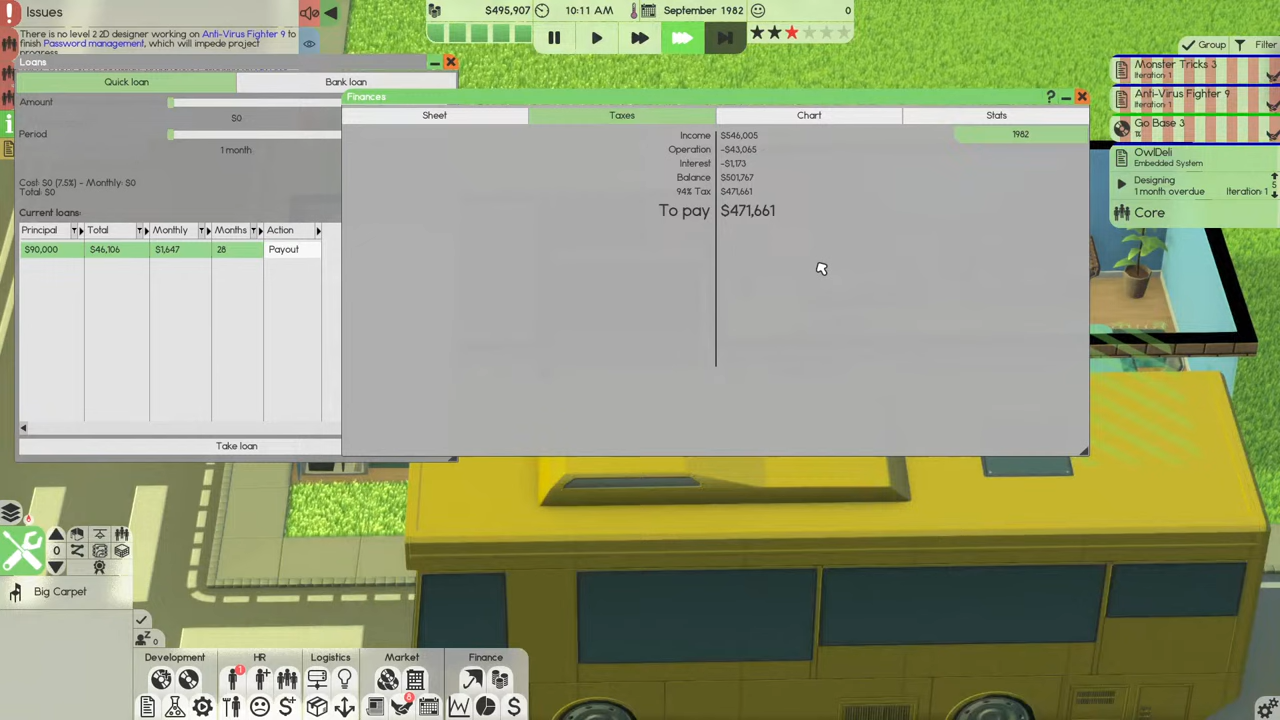 Issues
There is no level 2 2D designer working on Anti-Virus Fighter 9 to
finish Password management, which will impede project
progress
$495,907
10:11 AM
September 1982
0
Group
Filter
Loans
Quick loan
Bank loan
Amount
$0
Period
1 month
Cost: $0 (7.5%) - Monthly: $0
Total: $0
Current loans:
Principal Total Monthly Months Action
$90,000 $46,106 $1,647 28 Payout
Take loan
Finances
?
Sheet
Taxes
Chart
Stats
1982
Income $546,005
Operation -$43,065
Interest -$1,173
Balance $501,767
94% Tax $471,661
To pay $471,661
Monster Tricks 3
Iteration 1
Anti-Virus Fighter 9
Iteration 1
Go Base 3
OwlDeli
Embedded System
Designing
1 month overdue Iteration 1
5
Core
0
Big Carpet
0
Development
HR
Logistics
Market
Finance
1
8